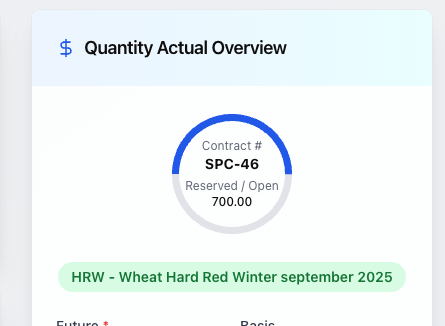 Quantity Actual Overview
Contract #
SPC-46
Reserved / Open
700.00
HRW - Wheat Hard Red Winter september 2025
Future *
Basis